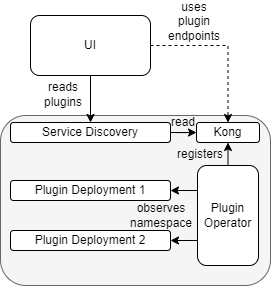 uses
plugin
endpoints
UI
reads
plugins
Service Discovery
read
Kong
registers
Plugin Deployment 1
observes
namespace
Plugin
Operator
Plugin Deployment 2